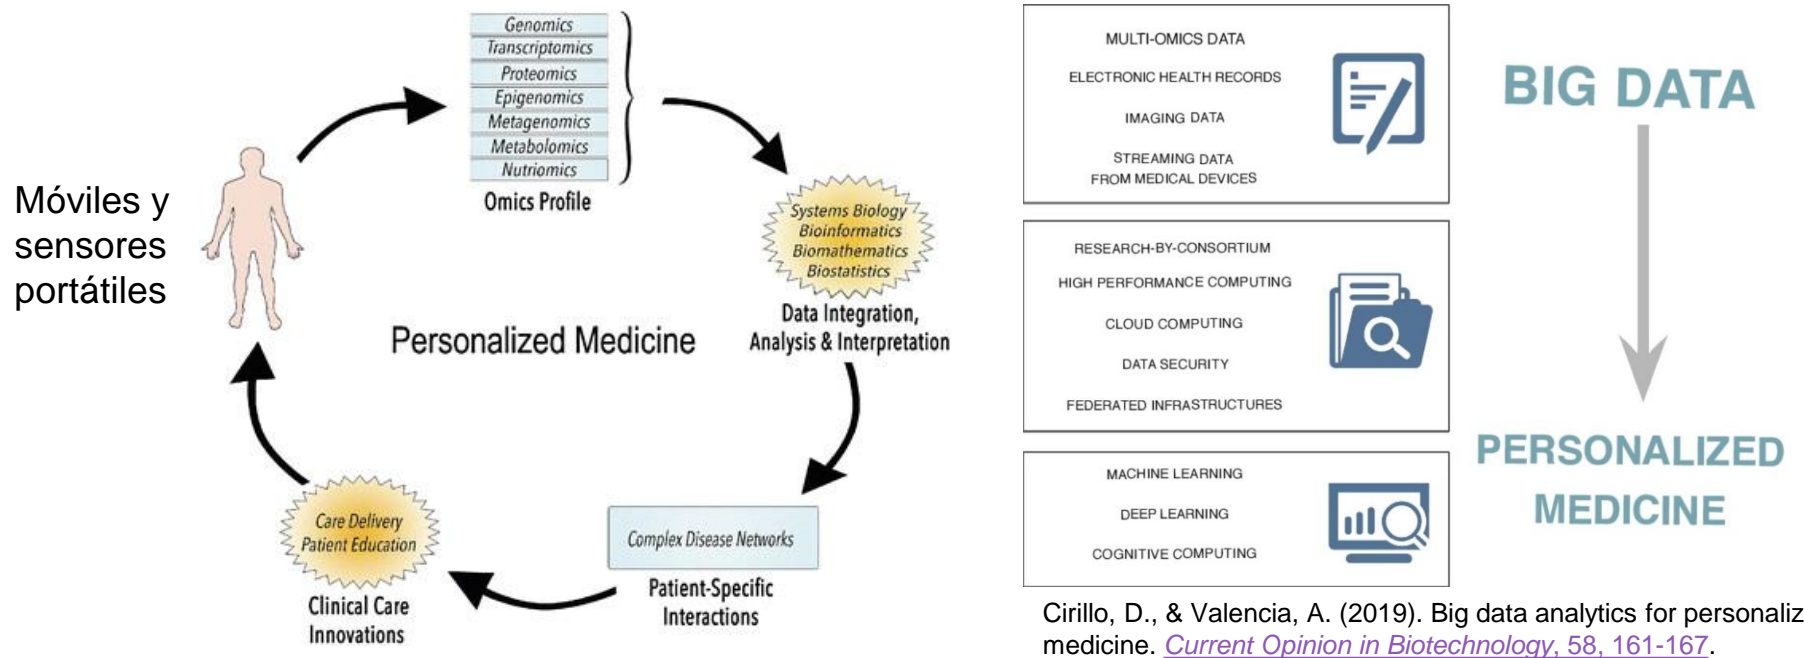 Móviles y
sensores
portátiles
Genomics
Transcriptomics
Proteomics
Epigenomics
Metagenomics
Metabolomics
Nutriomics
Omics Profile
Systems Biology
Bioinformatics
Biomathematics
Biostatistics
Data Integration,
Analysis & Interpretation
Personalized Medicine
Complex Disease Networks
Patient-Specific
Interactions
Care Delivery
Patient Education
Clinical Care
Innovations
MULTI-OMICS DATA
ELECTRONIC HEALTH RECORDS
IMAGING DATA
STREAMING DATA
FROM MEDICAL DEVICES
RESEARCH-BY-CONSORTIUM
HIGH PERFORMANCE COMPUTING
CLOUD COMPUTING
DATA SECURITY
FEDERATED INFRASTRUCTURES
MACHINE LEARNING
DEEP LEARNING
COGNITIVE COMPUTING
BIG DATA
PERSONALIZED
MEDICINE
Cirillo, D., & Valencia, A. (2019). Big data analytics for personaliz
medicine. Current Opinion in Biotechnology, 58, 161-167.